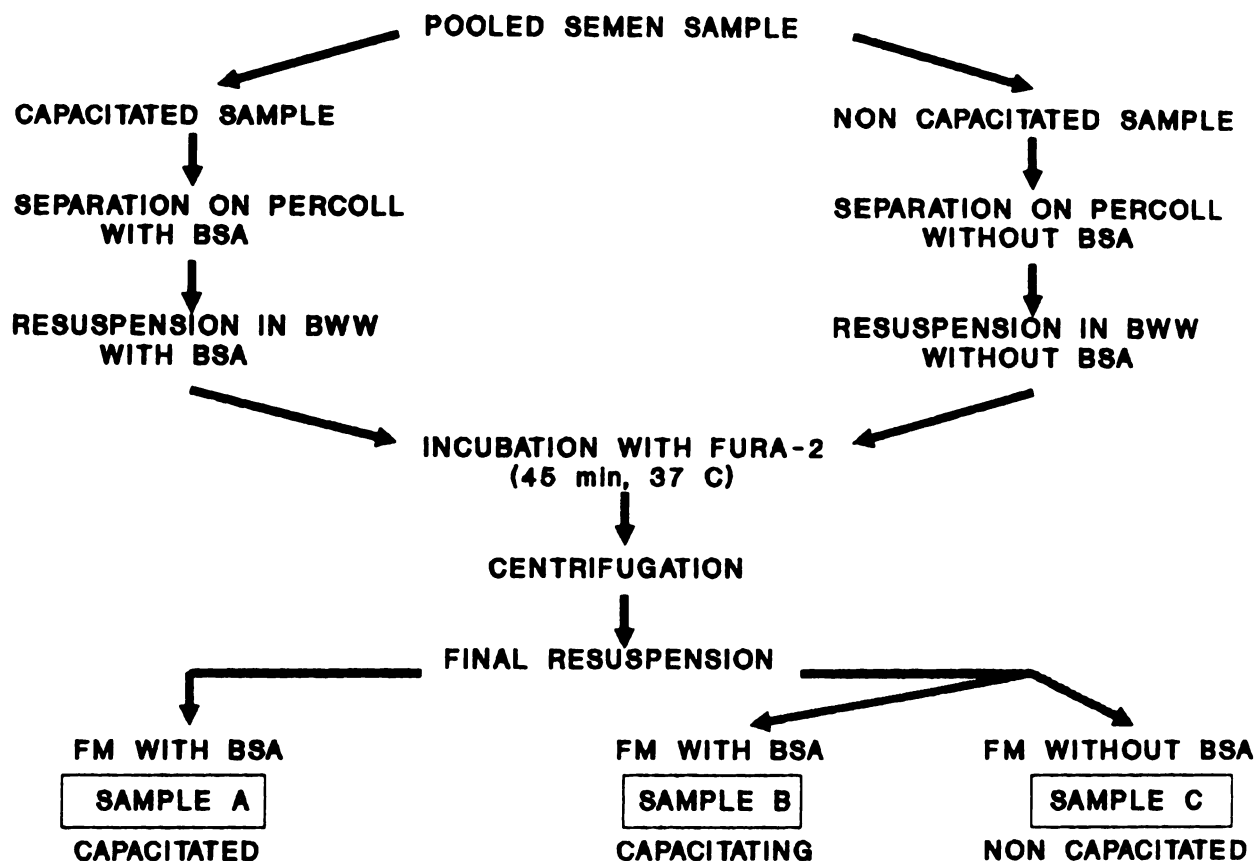 POOLED SEMEN SAMPLE
CAPACITATED SAMPLE
NON CAPACITATED SAMPLE
SEPARATION ON PERCOLL
WITH BSA
SEPARATION ON PERCOLL
WITHOUT BSA
RESUSPENSION IN BWW
WITH BSA
RESUSPENSION IN BWW
WITHOUT BSA
INCUBATION WITH FURA-2
(45 min, 37 C)
CENTRIFUGATION
FINAL RESUSPENSION
FM WITH BSA
SAMPLE A
CAPACITATED
FM WITH BSA
SAMPLE B
CAPACITATING
FM WITHOUT BSA
SAMPLE C
NON CAPACITATED